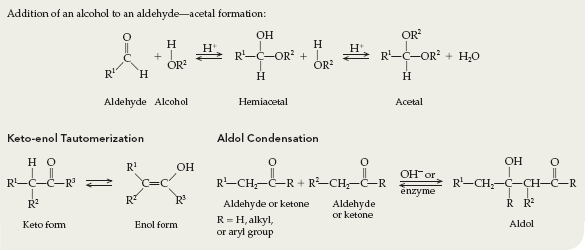 Addition of an alcohol to an aldehyde—acetal formation:
O OH OR²
H H⁺ H H⁺
C + R¹—C—OR² + R¹—C—OR² + H₂O
R¹ H OR² H OR² H
Aldehyde Alcohol Hemiacetal Acetal
Keto-enol Tautomerization Aldol Condensation
H O R¹ OH O O OH O
R¹—C—C—R³ C=C R¹—CH₂—C—R + R²—CH₂—C—R OH⁻ or enzyme R¹—CH₂—C—CH—C—R
R² R² R³ Aldehyde or ketone Aldehyde or ketone R R²
Keto form Enol form R = H, alkyl, Aldol
or aryl group